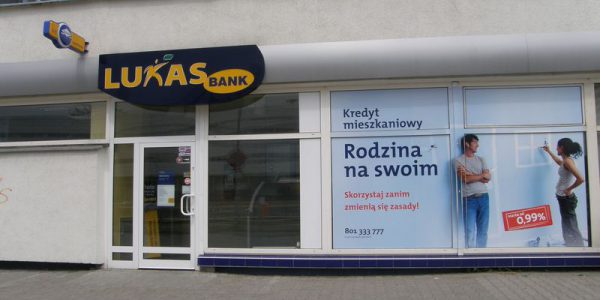 LUKAS
BANK
Kredyt
mieszkaniowy
Rodzina
na swoim
Skorzystaj zanim
zmienią się zasady!
801 333 777
0,99%